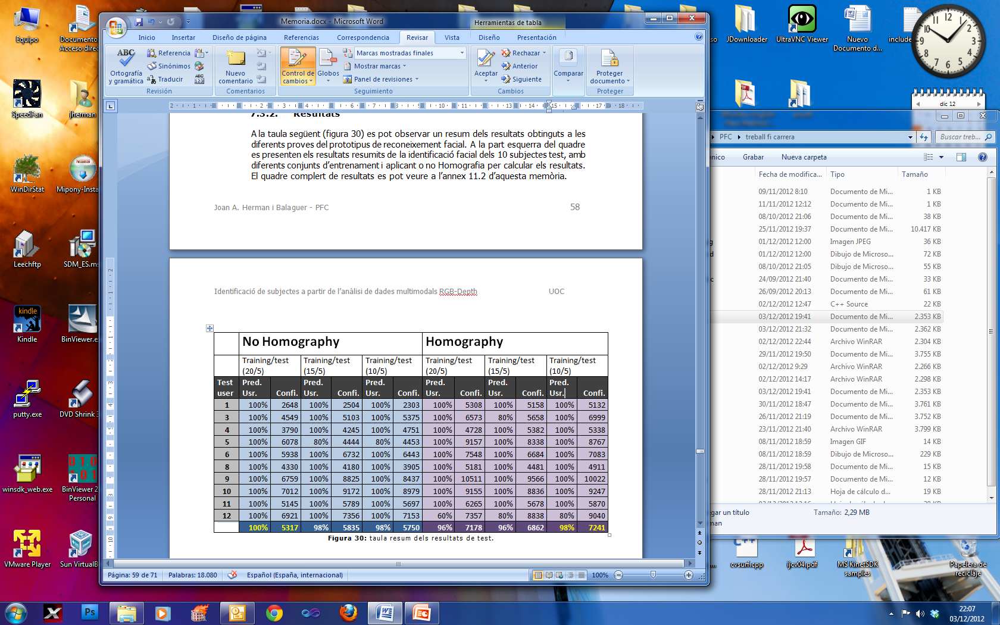 Memoria.docx - Microsoft Word
Herramientas de tabla
Inicio Insertar Diseño de página Referencias Correspondencia Revisar Vista Diseño Presentación
ABC
Ortografía
y gramática
Referencia
Sinónimos
Traducir
ABC
123
Revisión
Nuevo
comentario
Comentarios
Control de
cambios
Globos
Marcas mostradas finales
Mostrar marcas
Panel de revisiones
Seguimiento
Aceptar
Rechazar
Anterior
Siguiente
Cambios
Comparar
Proteger
documento
Proteger
7.3.2. Resultats
A la taula següent (figura 30) es pot observar un resum dels resultats obtinguts a les
diferents proves del prototipus de reconeixement facial. A la part esquerra del quadre
es presenten els resultats resumits de la identificació facial dels 10 subjectes test, amb
diferents conjunts d'entrenament i aplicant o no Homografia per calcular els resultats.
El quadre complert de resultats es pot veure a l'annex 11.2 d'aquesta memòria.
Joan A. Herman i Balaguer - PFC 58
Identificació de subjectes a partir de l'anàlisi de dades multimodals RGB-Depth UOC
No Homography Homography
Training/test (20/5) Training/test (15/5) Training/test (10/5) Training/test (20/5) Training/test (15/5) Training/test (10/5)
Test user Pred. Usr. Confi. Pred. Usr. Confi. Pred. Usr. Confi. Pred. Usr. Confi. Pred. Usr. Confi. Pred. Usr. Confi.
1 100% 2648 100% 2504 100% 2303 100% 5308 100% 5158 100% 5132
3 100% 4549 100% 5103 100% 5375 100% 6573 80% 5658 100% 6999
4 100% 3790 100% 4245 100% 4751 100% 4728 100% 5382 100% 5338
5 100% 6078 80% 4444 80% 4453 100% 9157 100% 8338 100% 8767
6 100% 5938 100% 6732 100% 6443 100% 7548 100% 6684 100% 7083
8 100% 4330 100% 4180 100% 3905 100% 5181 100% 4481 100% 4911
9 100% 6759 100% 8825 100% 8437 100% 10511 100% 9566 100% 10022
10 100% 7012 100% 9172 100% 8979 100% 9155 100% 8836 100% 9247
11 100% 5145 100% 5789 100% 5697 100% 6265 100% 5678 100% 5870
12 100% 6921 100% 7356 100% 7153 60% 7357 80% 8838 80% 9040
100% 5317 98% 5835 98% 5750 96% 7178 96% 6862 98% 7241
Figura 30: taula resum dels resultats de test.
Página: 59 de 71 Palabras: 18.080 Español (España, internacional) 100%
Equipo
Documento
Acceso direc
SpeedFan
jherman
WinDirStat
Mipony-Insta
Leechftp
SDM_ES.ms
kindle
Kindle
BinViewer.ex
putty.exe
DVD Shrink 3
winsdk_web.exe
BinViewer 2
Personal
VMware Player
Sun VirtualB
JDownloader
UltraVNC Viewer
Nuevo
Documento d...
include
dic 12
PFC treball fi carrera
Buscar treb...
Grabar Nueva carpeta
Fecha de modifica... Tipo Tamaño
09/11/2012 8:10 Documento de Mi... 1 KB
11/11/2012 12:12 Documento de Mi... 1 KB
08/10/2012 21:06 Documento de Mi... 38 KB
25/11/2012 19:37 Documento de Mi... 10.417 KB
01/12/2012 12:00 Imagen JPEG 36 KB
01/12/2012 12:00 Dibujo de Microso... 72 KB
08/10/2012 21:05 Dibujo de Microso... 55 KB
24/09/2012 21:40 Documento de Mi... 33 KB
26/09/2012 20:13 Documento de Mi... 61 KB
02/12/2012 12:47 C++ Source 22 KB
03/12/2012 19:41 Documento de Mi... 2.353 KB
03/12/2012 21:32 Documento de Mi... 2.362 KB
02/12/2012 22:44 Archivo WinRAR 2.304 KB
29/11/2012 19:50 Documento de Mi... 3.755 KB
02/12/2012 9:29 Archivo WinRAR 2.266 KB
02/12/2012 14:17 Archivo WinRAR 2.298 KB
03/12/2012 19:41 Documento de Mi... 2.353 KB
30/11/2012 18:47 Documento de Mi... 3.761 KB
26/11/2012 21:19 Documento de Mi... 3.752 KB
23/11/2012 21:40 Archivo WinRAR 3.799 KB
08/11/2012 18:59 Imagen GIF 14 KB
08/11/2012 18:59 Dibujo de Microso... 229 KB
28/11/2012 19:58 Documento de Mi... 15 KB
28/11/2012 19:57 Documento de Mi... 12 KB
28/11/2012 21:13 Hoja de cálculo d... 19 KB
egar un título Tamaño: 2,29 MB
man
cvsurf.cpp
ijcv04.pdf
MS KinetSDK
samples
Papelera de
reciclaje
22:07
03/12/2012